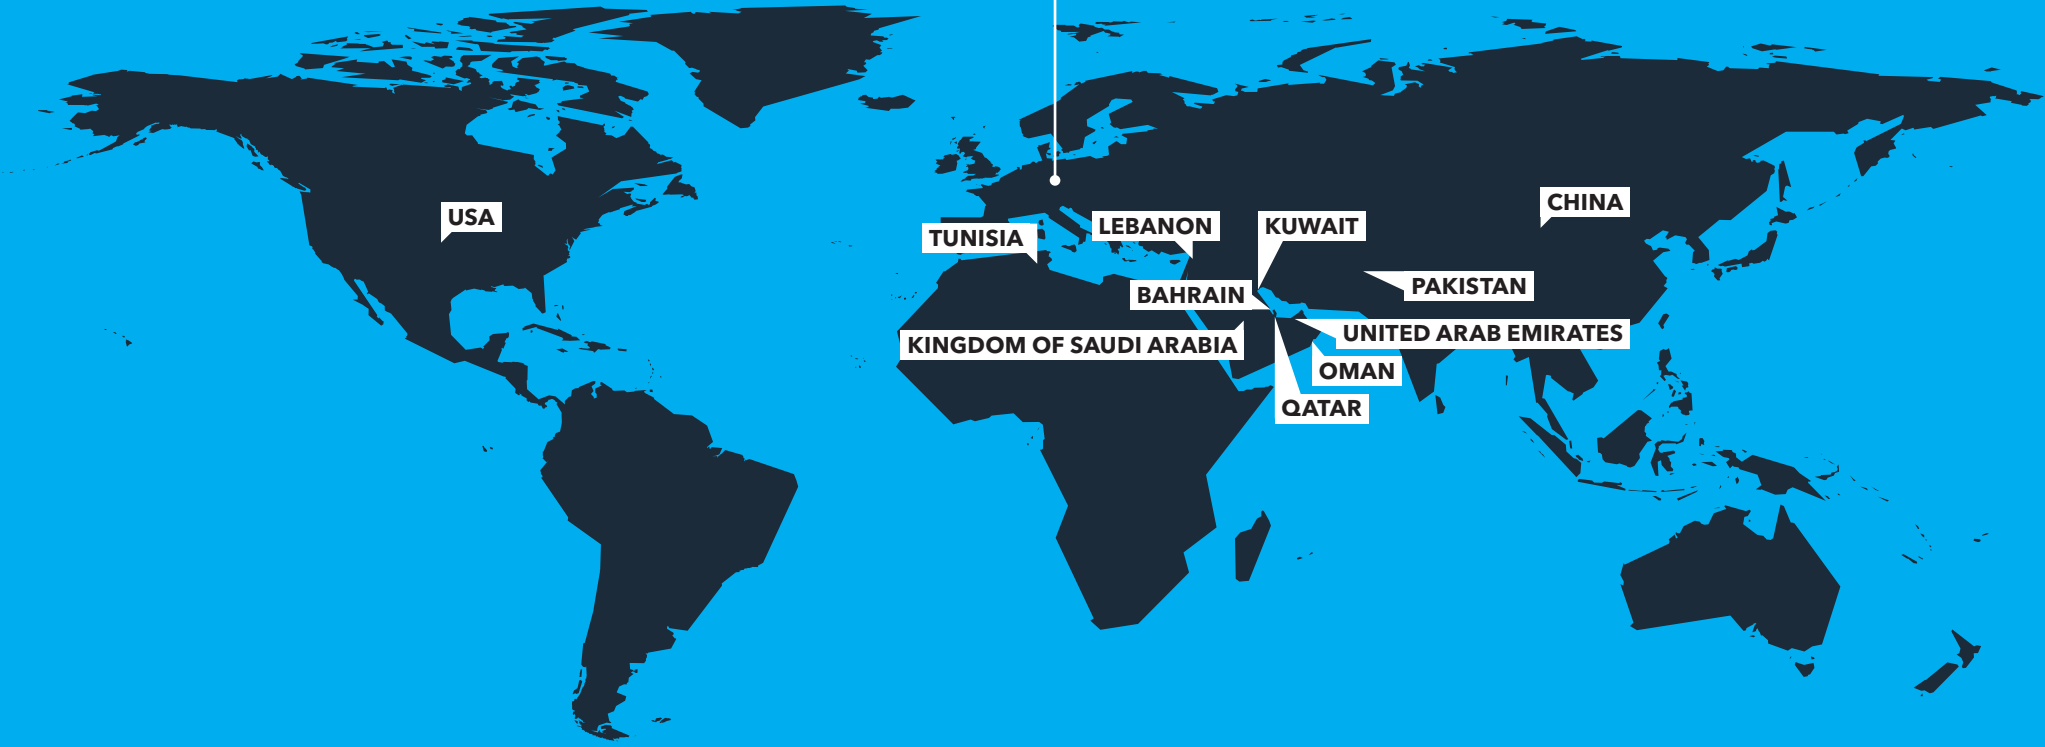 CHINA
USA
LEBANON
KUWAIT
TUNISIA
PAKISTAN
BAHRAIN
UNITED ARAB EMIRATES
KINGDOM OF SAUDI ARABIA
OMAN
QATAR